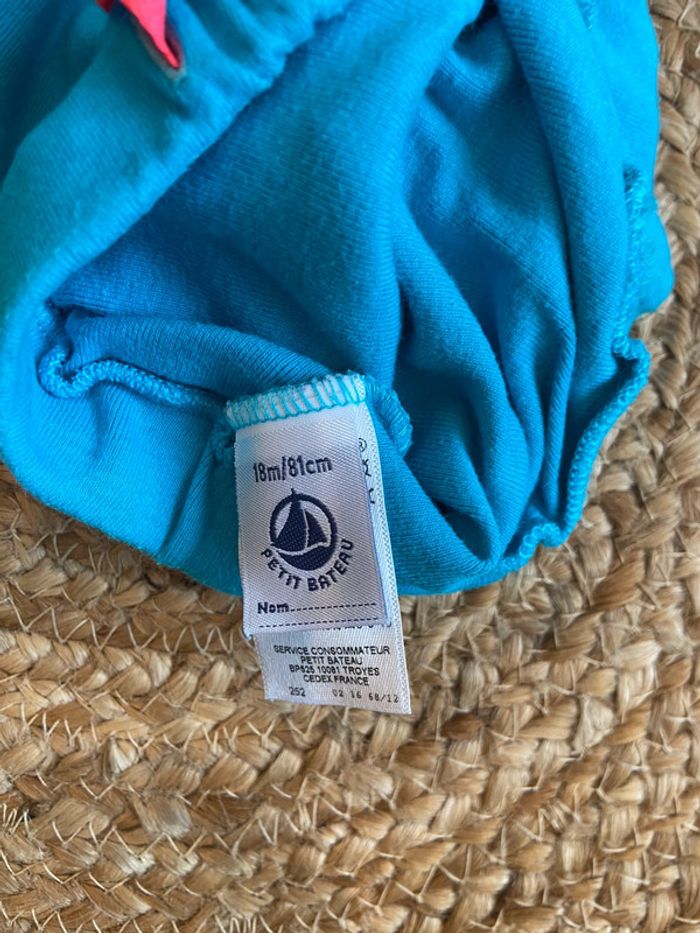 18m/81cm
PETIT BATEAU
Nom
SERVICE CONSOMMATEUR
PETIT BATEAU
BP525 10081 TROYES
CEDEX FRANCE
252 02 16 68/12